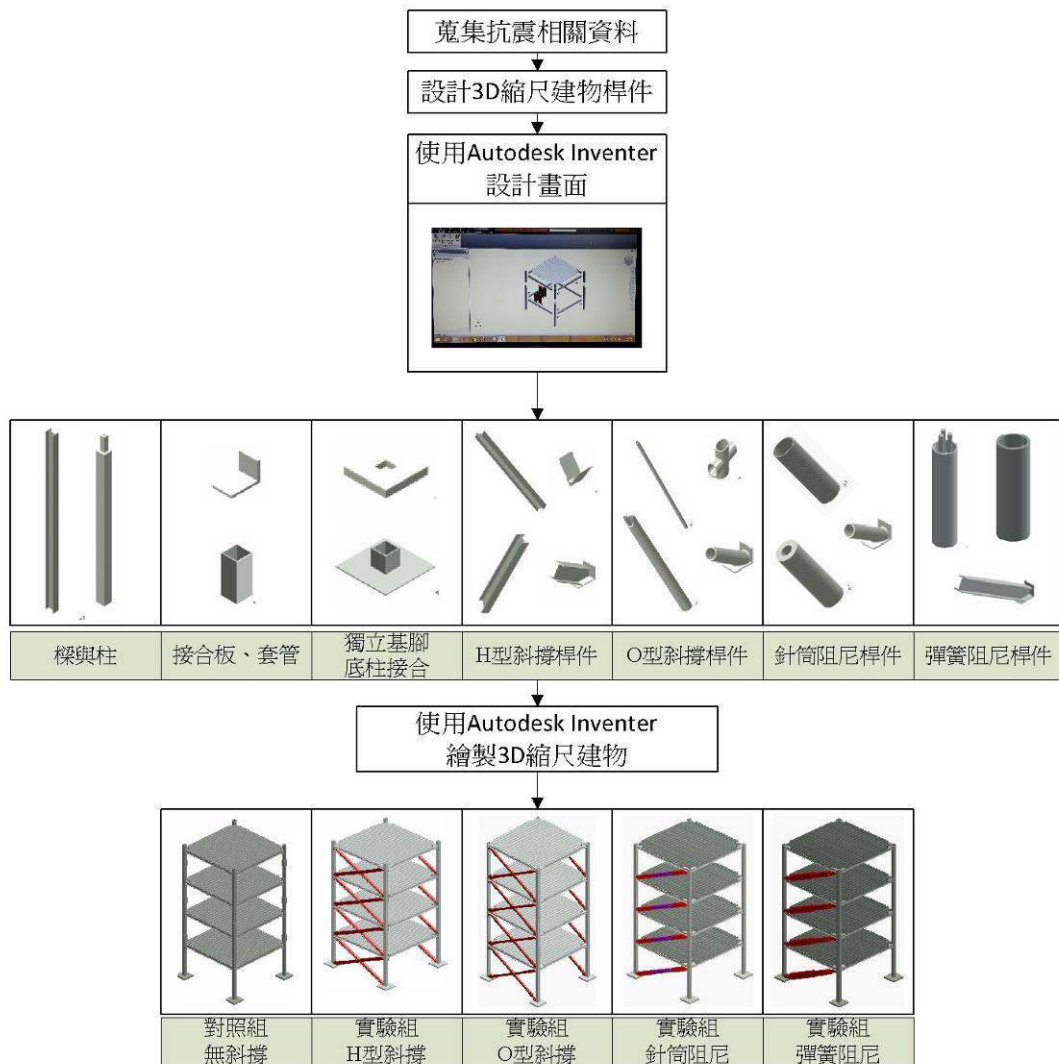 蒐集抗震相關資料
設計3D縮尺建物桿件
使用Autodesk Inventer
設計畫面
樑與柱
接合板、套管
獨立基腳
底柱接合
H型斜撐桿件
O型斜撐桿件
針筒阻尼桿件
彈簧阻尼桿件
使用Autodesk Inventer
繪製3D縮尺建物
對照組
無斜撐
實驗組
H型斜撐
實驗組
O型斜撐
實驗組
針筒阻尼
實驗組
彈簧阻尼